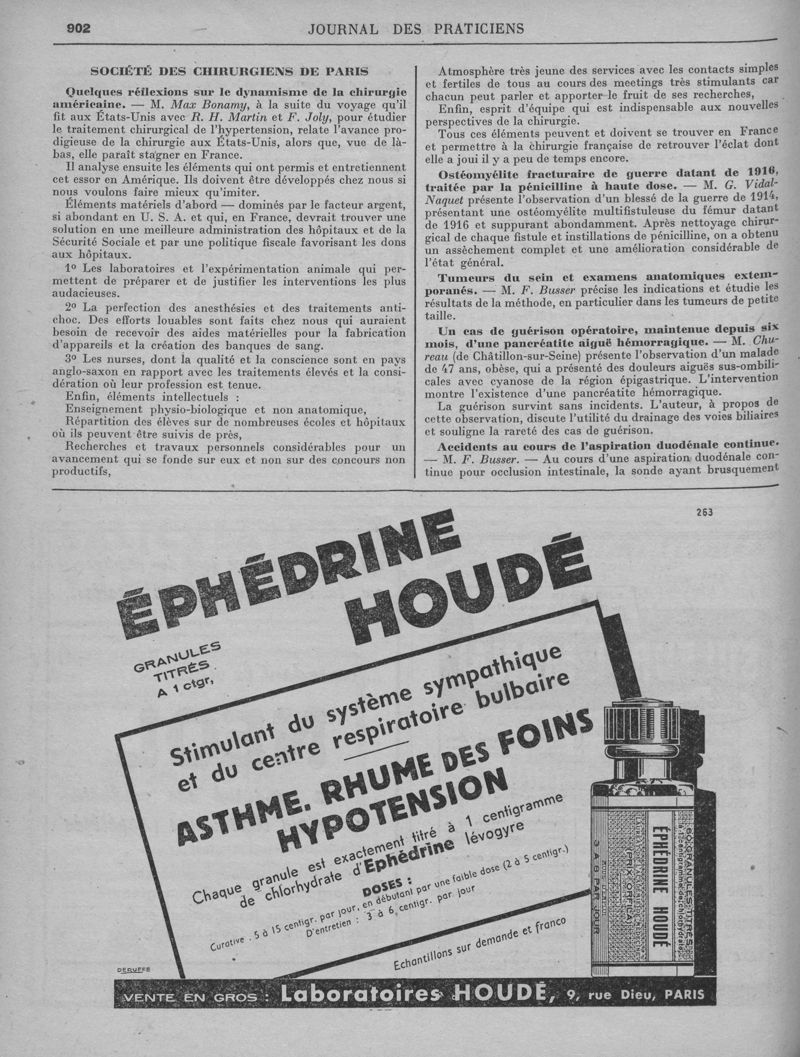 902
JOURNAL DES PRATICIENS
SOCIÉTÉ DES CHIRURGIENS DE PARIS
Quelques réflexions sur le dynamisme de la chirurgie
américaine. — M. Max Bonamy, à la suite du voyage qu'il
fit aux États-Unis avec R. H. Martin et F. Joly, pour étudier
le traitement chirurgical de l'hypertension, relate l'avance pro-
digieuse de la chirurgie aux États-Unis, alors que, vue de là-
bas, elle paraît stagner en France.
Il analyse ensuite les éléments qui ont permis et entretiennent
cet essor en Amérique. Ils doivent être développés chez nous si
nous voulons faire mieux qu'imiter.
Éléments matériels d'abord — dominés par le facteur argent,
si abondant en U. S. A. et qui, en France, devrait trouver une
solution en une meilleure administration des hôpitaux et de la
Sécurité Sociale et par une politique fiscale favorisant les dons
aux hôpitaux.
1º Les laboratoires et l'expérimentation animale qui per-
mettent de préparer et de justifier les interventions les plus
audacieuses.
2º La perfection des anesthésies et des traitements anti-
choc. Des efforts louables sont faits chez nous qui auraient
besoin de recevoir des aides matérielles pour la fabrication
d'appareils et la création des banques de sang.
3º Les nurses, dont la qualité et la conscience sont en pays
anglo-saxon en rapport avec les traitements élevés et la consi-
dération où leur profession est tenue.
Enfin, éléments intellectuels :
Enseignement physio-biologique et non anatomique,
Répartition des élèves sur de nombreuses écoles et hôpitaux
où ils peuvent être suivis de près,
Recherches et travaux personnels considérables pour un
avancement qui se fonde sur eux et non sur des concours non
productifs,
Atmosphère très jeune des services avec les contacts simples
et fertiles de tous au cours des meetings très stimulants car
chacun peut parler et apporter le fruit de ses recherches,
Enfin, esprit d'équipe qui est indispensable aux nouvelles
perspectives de la chirurgie.
Tous ces éléments peuvent et doivent se trouver en France
et permettre à la chirurgie française de retrouver l'éclat dont
elle a joui il y a peu de temps encore.
Ostéomyélite fracturaire de guerre datant de 1916,
traitée par la pénicilline à haute dose. — M. G. Vidal-
Naquet présente l'observation d'un blessé de la guerre de 1914,
présentant une ostéomyélite multifistuleuse du fémur datant
de 1916 et suppurant abondamment. Après nettoyage chirur-
gical de chaque fistule et instillations de pénicilline, on a obtenu
un assèchement complet et une amélioration considérable de
l'état général.
Tumeurs du sein et examens anatomiques extem-
poranés. — M. F. Busser précise les indications et étudie les
résultats de la méthode, en particulier dans les tumeurs de petite
taille.
Un cas de guérison opératoire, maintenue depuis six
mois, d'une pancréatite aiguë hémorragique. — M. Chu-
reau (de Châtillon-sur-Seine) présente l'observation d'un malade
de 47 ans, obèse, qui a présenté des douleurs aiguës sus-ombili-
cales avec cyanose de la région épigastrique. L'intervention
montre l'existence d'une pancréatite hémorragique.
La guérison survint sans incidents. L'auteur, à propos de
cette observation, discute l'utilité du drainage des voies biliaires
et souligne la rareté des cas de guérison.
Accidents au cours de l'aspiration duodénale continue.
— M. F. Busser. — Au cours d'une aspiration duodénale con-
tinue pour occlusion intestinale, la sonde ayant brusquement
263
ÉPHÉDRINE
HOUDÉ
GRANULES
TITRÉS
A 1 ctgr,
Stimulant du système sympathique
et du centre respiratoire bulbaire
ASTHME. RHUME DES FOINS
HYPOTENSION
Chaque granule est exactement titré à 1 centigramme
de chlorhydrate d'Ephédrine lévogyre
DOSES :
Curative : 5 à 15 centigr. par jour, en débutant par une faible dose (2 à 5 centigr.)
D'entretien : 3 à 6 centigr. par jour
Echantillons sur demande et franco
60 GRANULES TITRÉS
ÉPHÉDRINE HOUDÉ
3 A 6 PAR JOUR
VENTE EN GROS : Laboratoires HOUDÉ, 9, rue Dieu, PARIS